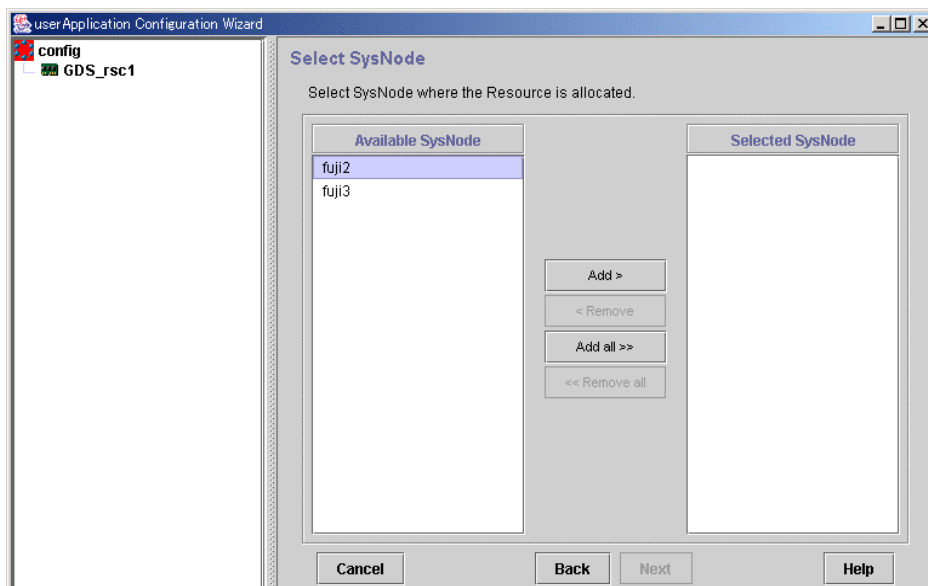 userApplication Configuration Wizard
config
GDS_rsc1
Select SysNode
Select SysNode where the Resource is allocated.
Available SysNode
Selected SysNode
fuji2
fuji3
Add >
< Remove
Add all >>
<< Remove all
Cancel
Back
Next
Help